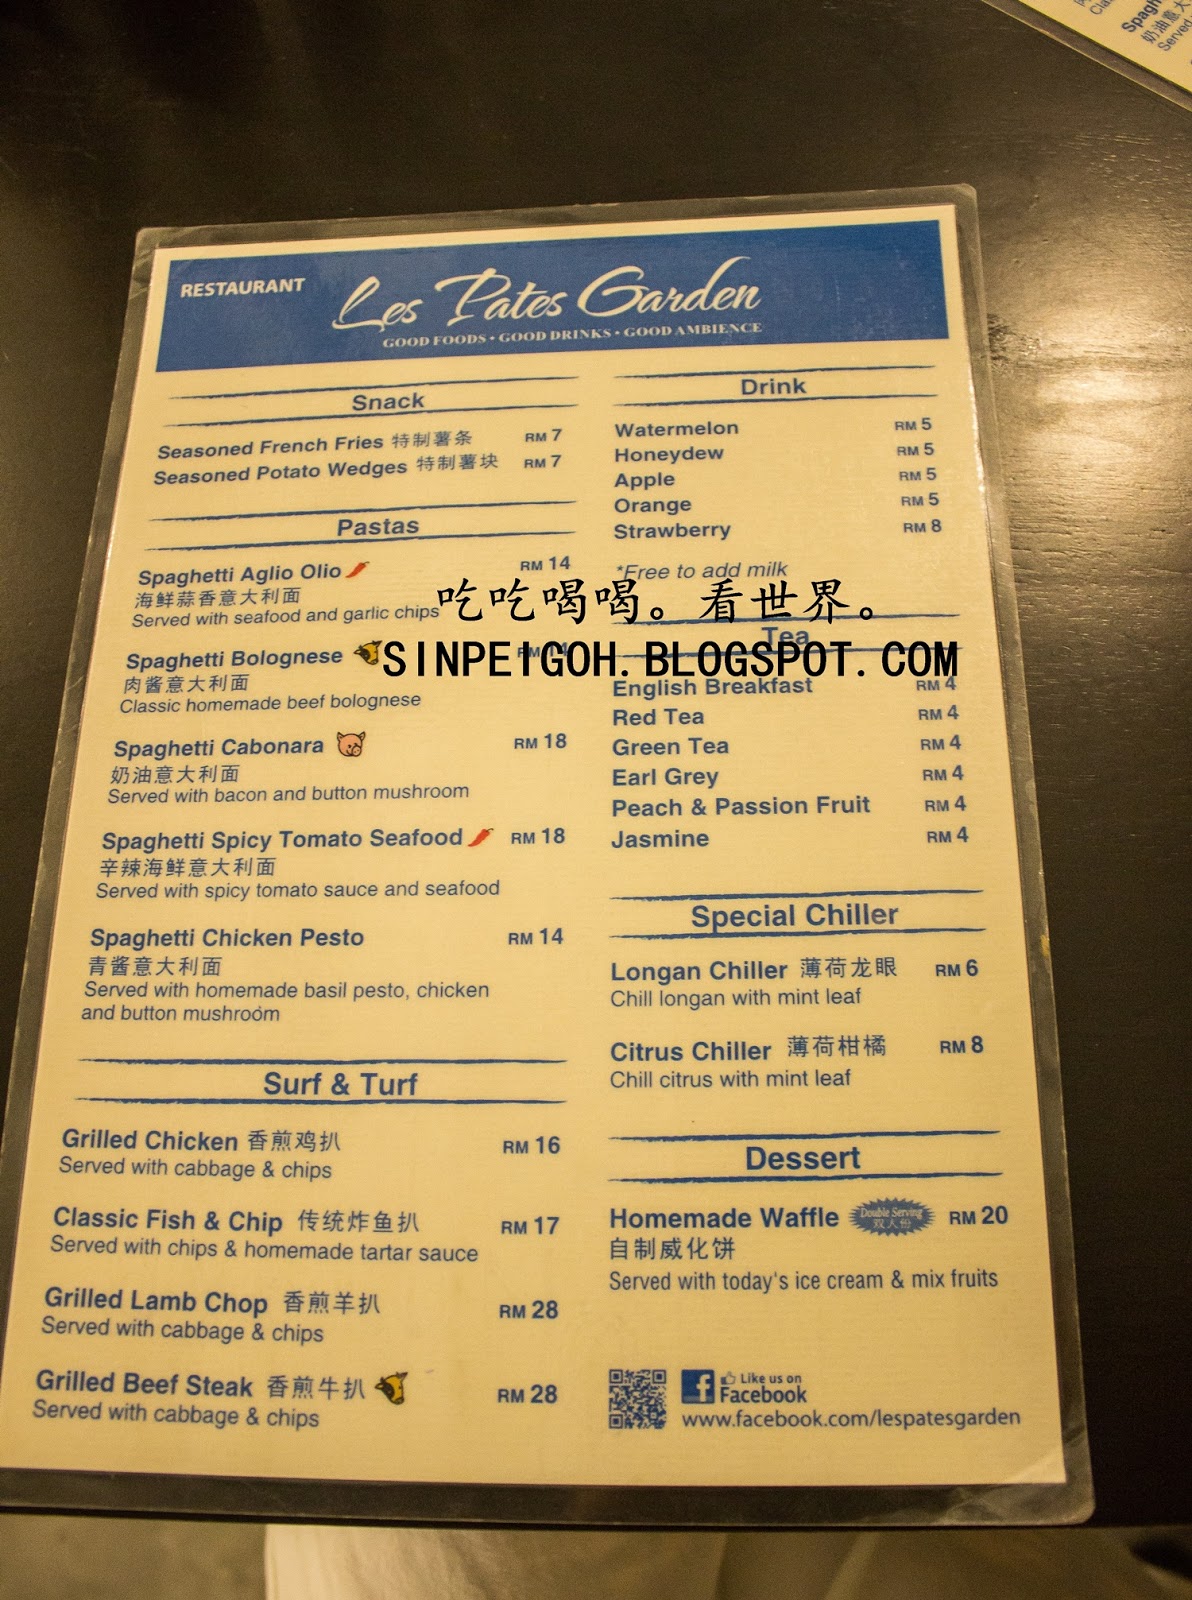 RESTAURANT
Les Pates Garden
GOOD FOODS • GOOD DRINKS • GOOD AMBIENCE
Snack
Seasoned French Fries 特制薯条 RM 7
Seasoned Potato Wedges 特制薯块 RM 7
Pastas
Spaghetti Aglio Olio RM 14
海鲜蒜香意大利面
Served with seafood and garlic chips
Spaghetti Bolognese RM 14
肉酱意大利面
Classic homemade beef bolognese
Spaghetti Cabonara RM 18
奶油意大利面
Served with bacon and button mushroom
Spaghetti Spicy Tomato Seafood RM 18
辛辣海鲜意大利面
Served with spicy tomato sauce and seafood
Spaghetti Chicken Pesto RM 14
青酱意大利面
Served with homemade basil pesto, chicken
and button mushroom
Surf & Turf
Grilled Chicken 香煎鸡扒 RM 16
Served with cabbage & chips
Classic Fish & Chip 传统炸鱼扒 RM 17
Served with chips & homemade tartar sauce
Grilled Lamb Chop 香煎羊扒 RM 28
Served with cabbage & chips
Grilled Beef Steak 香煎牛扒 RM 28
Served with cabbage & chips
Drink
Watermelon RM 5
Honeydew RM 5
Apple RM 5
Orange RM 5
Strawberry RM 8
*Free to add milk
吃吃喝喝。看世界。
SINPEIGOH.BLOGSPOT.COM
Tea
English Breakfast RM 4
Red Tea RM 4
Green Tea RM 4
Earl Grey RM 4
Peach & Passion Fruit RM 4
Jasmine RM 4
Special Chiller
Longan Chiller 薄荷龙眼 RM 6
Chill longan with mint leaf
Citrus Chiller 薄荷柑橘 RM 8
Chill citrus with mint leaf
Dessert
Homemade Waffle Double Serving 双人份 RM 20
自制威化饼
Served with today's ice cream & mix fruits
Like us on
Facebook
www.facebook.com/lespatesgarden